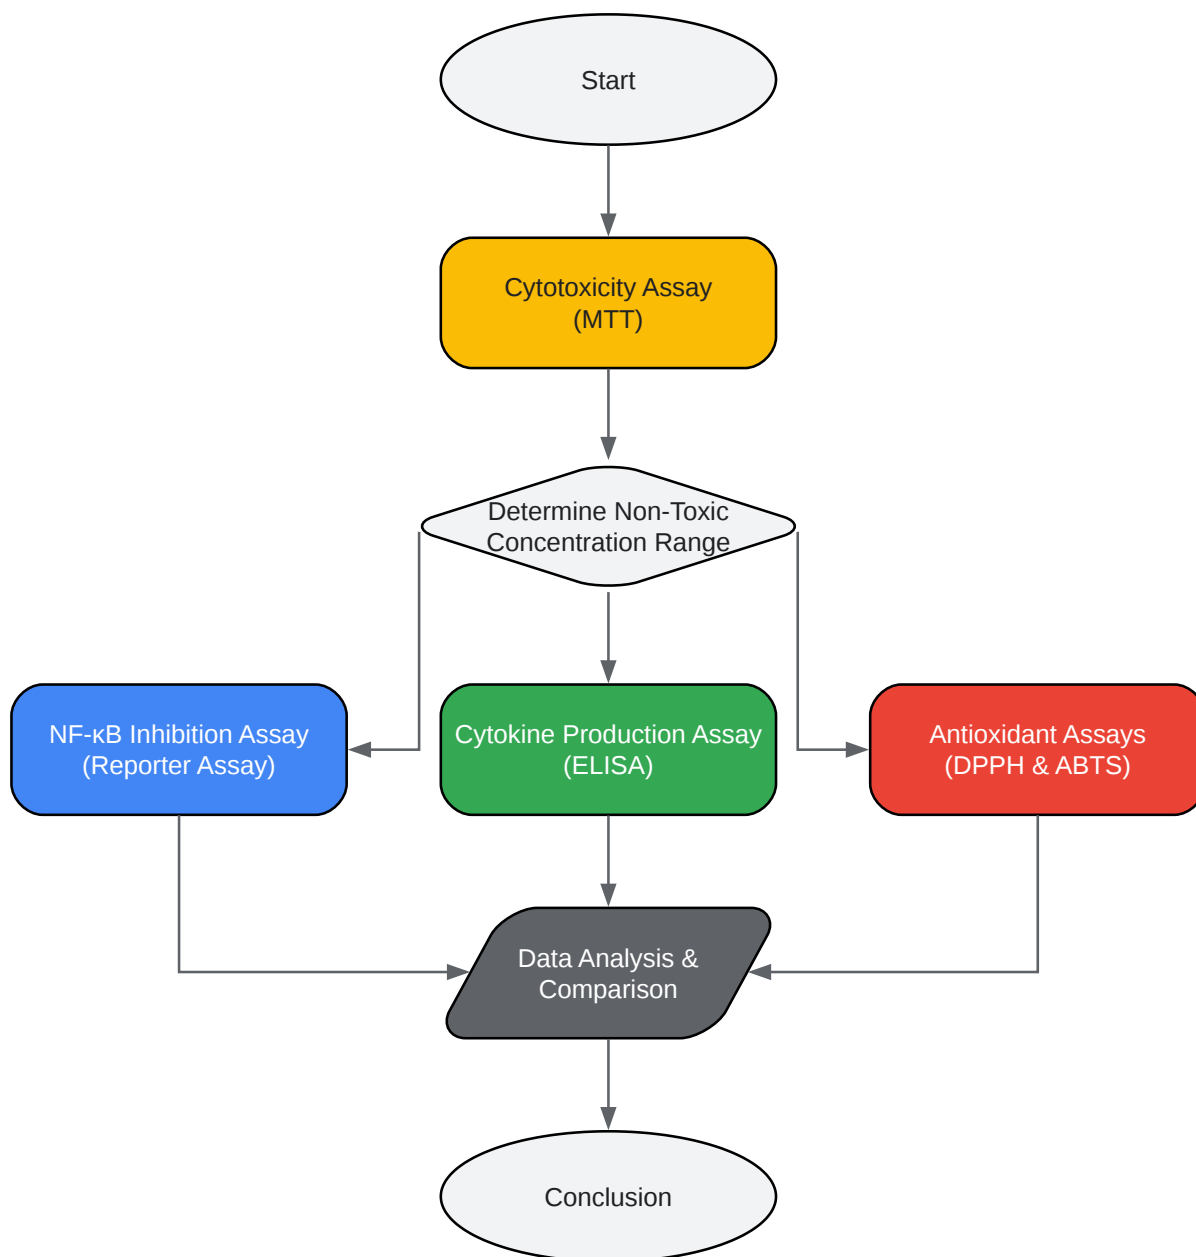 Start
Cytotoxicity Assay
(MTT)
Determine Non-Toxic
Concentration Range
NF-κB Inhibition Assay
(Reporter Assay)
Cytokine Production Assay
(ELISA)
Antioxidant Assays
(DPPH & ABTS)
Data Analysis &
Comparison
Conclusion